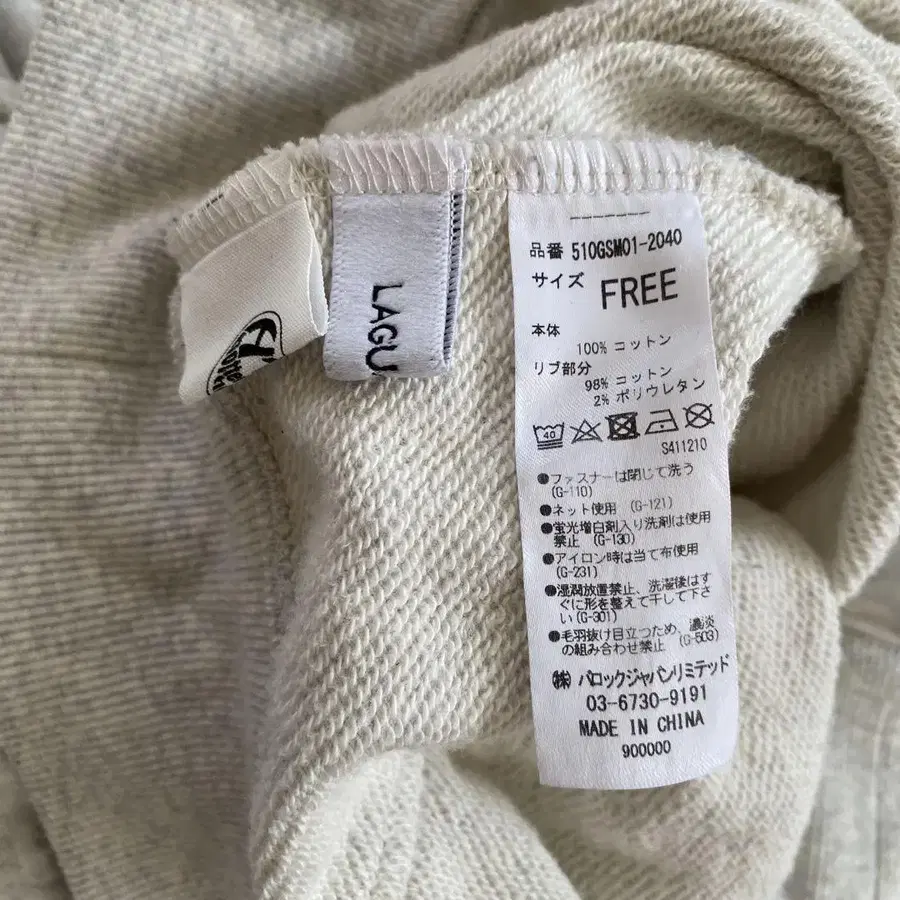 LAGU
品番 510GSM01-2040
サイズ FREE
本体
100% コットン
リブ部分
98% コットン
2% ポリウレタン
40
S411210
●ファスナーは閉じて洗う
(G-110)
●ネット使用 (G-121)
●蛍光増白剤入り洗剤は使用
禁止 (G-130)
●アイロン時は当て布使用
(G-231)
●湿潤放置禁止、洗濯後はす
ぐに形を整えて干して下さ
い(G-301)
●毛羽抜け目立つため、濃淡
の組み合わせ禁止 (G-503)
㈱ バロックジャパンリミテッド
03-6730-9191
MADE IN CHINA
900000